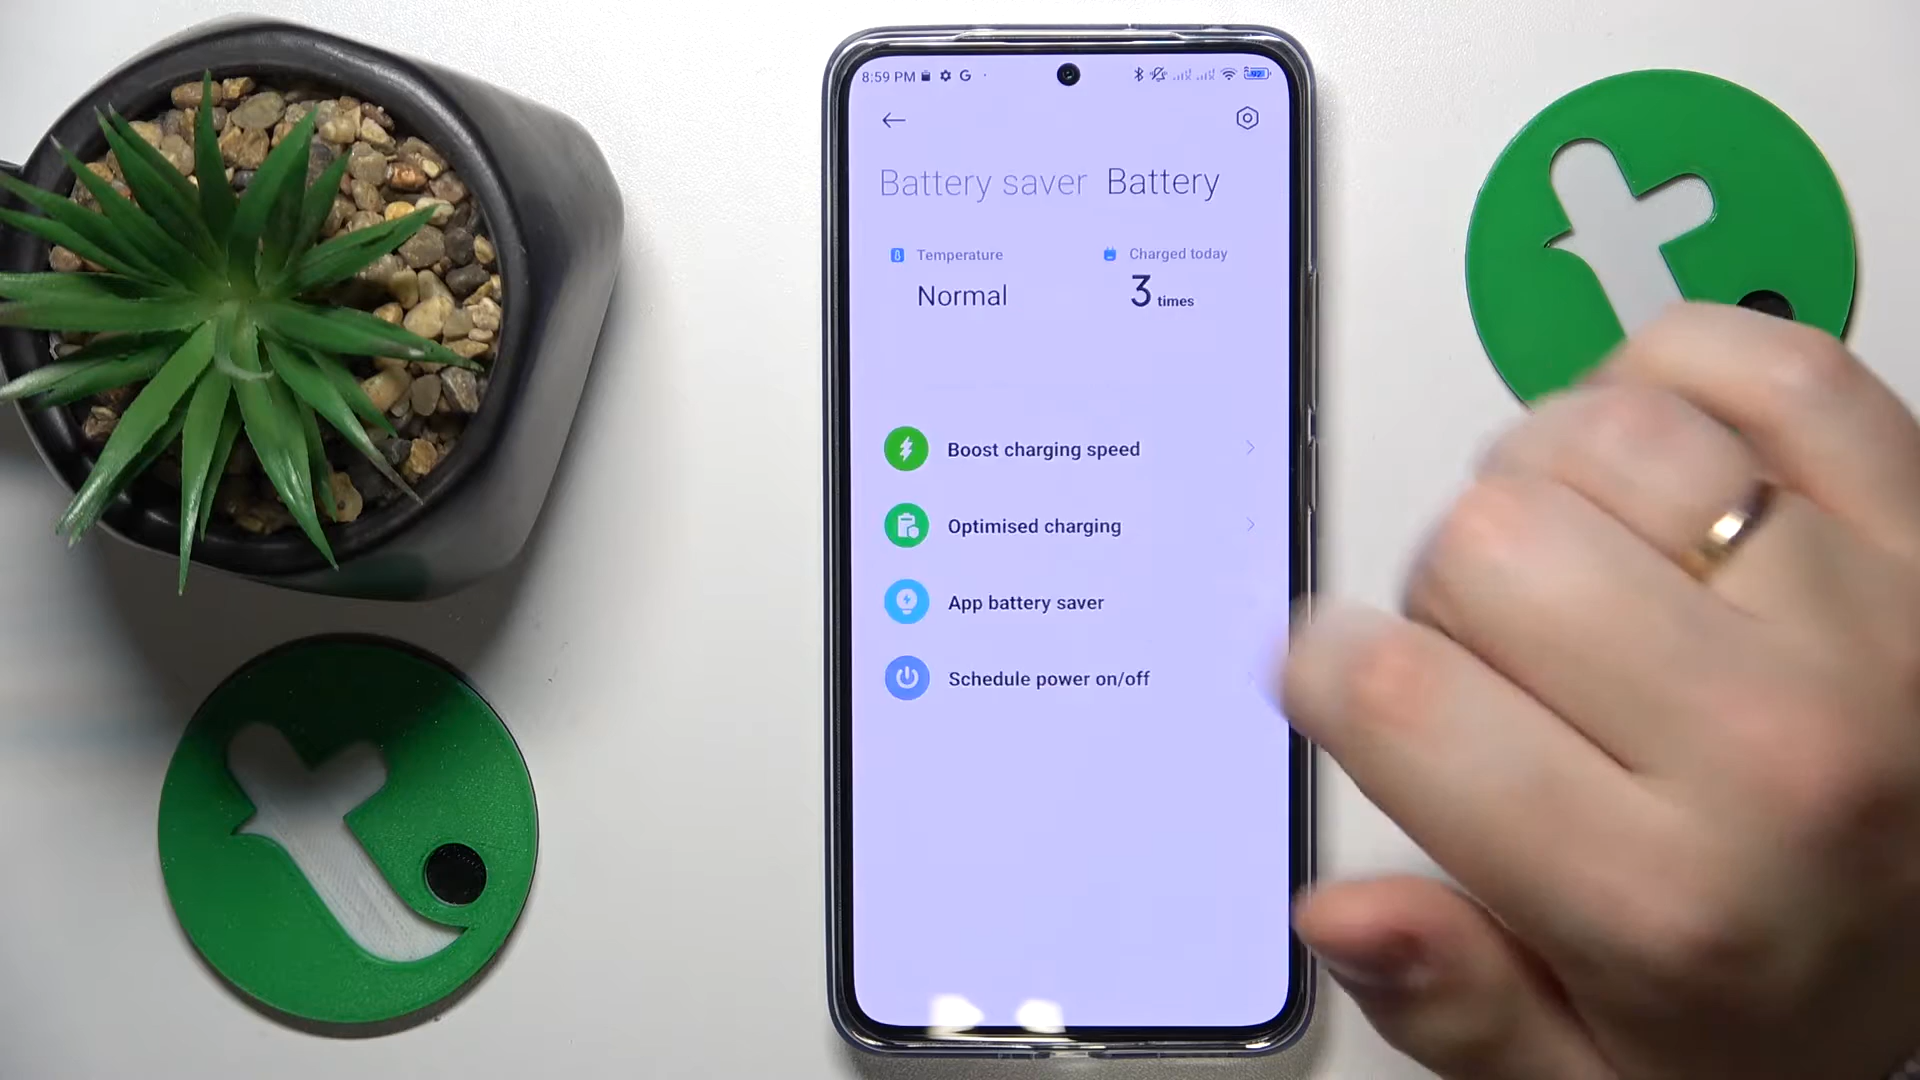 8:59 PM
Battery saver Battery
Temperature
Charged today
Normal
3 times
Boost charging speed
Optimised charging
App battery saver
Schedule power on/off